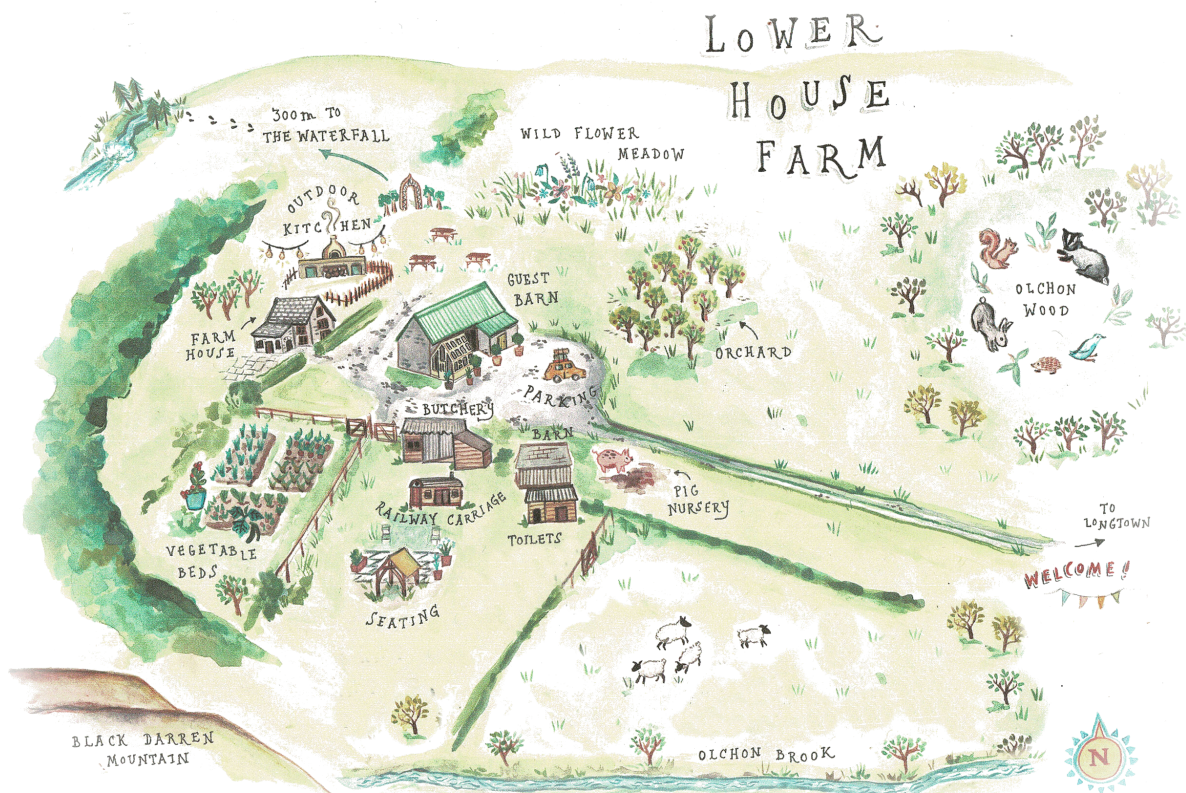 LOWER
HOUSE
FARM
300m TO
THE WATERFALL
WILD FLOWER
MEADOW
OUTDOOR
KITCHEN
GUEST
BARN
OLCHON
WOOD
FARM
HOUSE
ORCHARD
PARKING
BUTCHERY
BARN
PIG
NURSERY
RAILWAY CARRIAGE
TOILETS
TO
LONGTOWN
VEGETABLE
BEDS
WELCOME!
SEATING
BLACK DARREN
MOUNTAIN
OLCHON BROOK
N